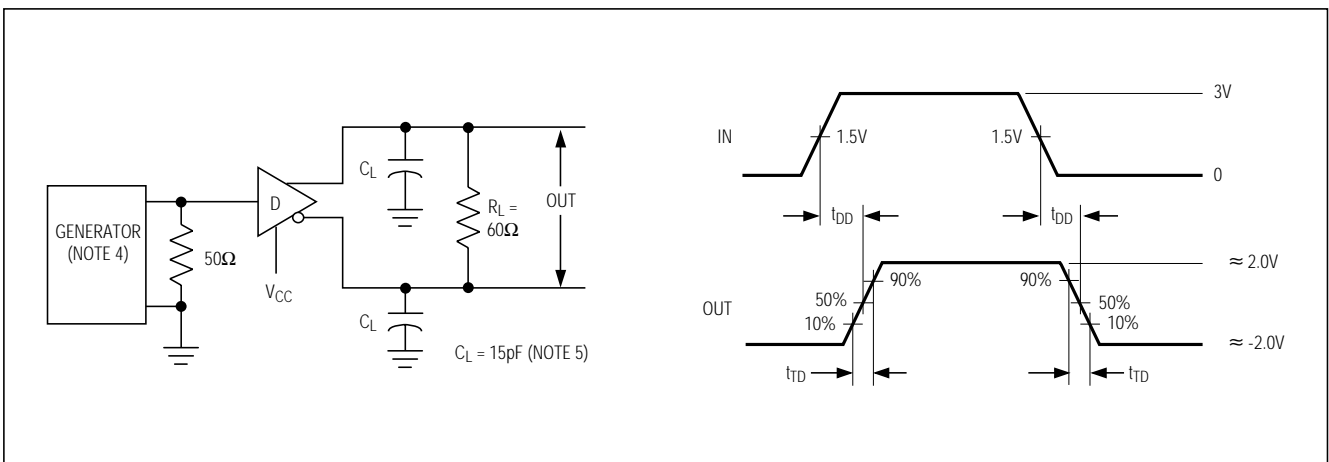 GENERATOR
(NOTE 4)
50Ω
D
VCC
CL
CL
RL =
60Ω
OUT
CL = 15pF (NOTE 5)
IN
1.5V
1.5V
3V
0
tDD
tDD
OUT
90%
50%
10%
90%
50%
10%
≈ 2.0V
≈ -2.0V
tTD
tTD